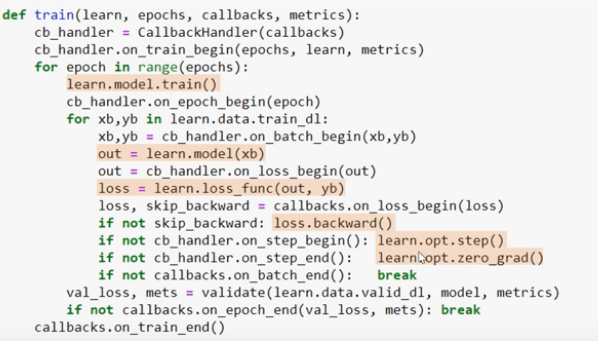 def train(learn, epochs, callbacks, metrics):
    cb_handler = CallbackHandler(callbacks)
    cb_handler.on_train_begin(epochs, learn, metrics)
    for epoch in range(epochs):
        learn.model.train()
        cb_handler.on_epoch_begin(epoch)
        for xb,yb in learn.data.train_dl:
            xb,yb = cb_handler.on_batch_begin(xb,yb)
            out = learn.model(xb)
            out = cb_handler.on_loss_begin(out)
            loss = learn.loss_func(out, yb)
            loss, skip_backward = callbacks.on_loss_begin(loss)
            if not skip_backward: loss.backward()
            if not cb_handler.on_step_begin(): learn.opt.step()
            if not cb_handler.on_step_end():   learn.opt.zero_grad()
            if not callbacks.on_batch_end():   break
        val_loss, mets = validate(learn.data.valid_dl, model, metrics)
        if not callbacks.on_epoch_end(val_loss, mets): break
    callbacks.on_train_end()